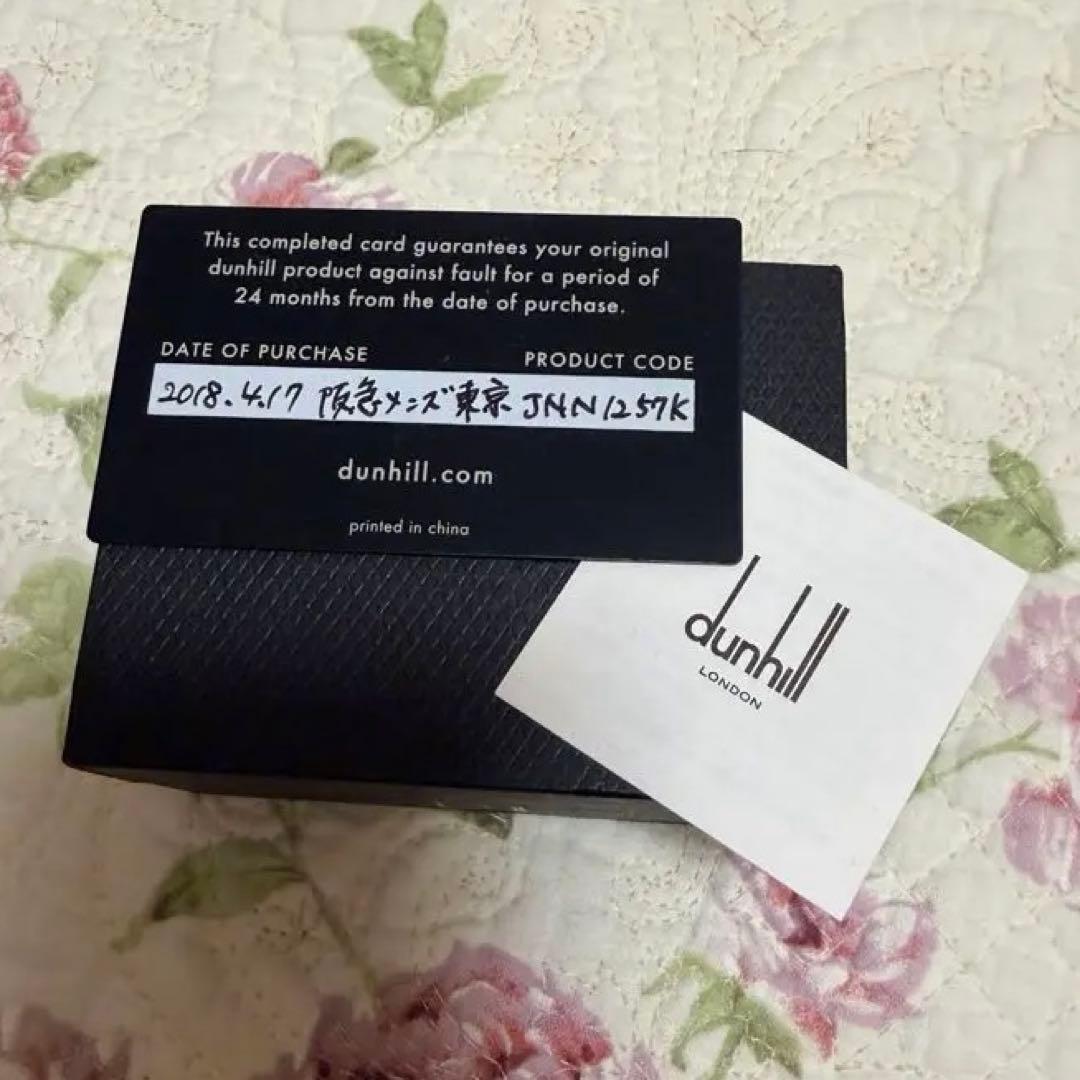 This completed card guarantees your original
dunhill product against fault for a period of
24 months from the date of purchase.
DATE OF PURCHASE PRODUCT CODE
2018.4.17 阪急メンズ東京 JNN1257K
dunhill.com
printed in china
dunhill
LONDON